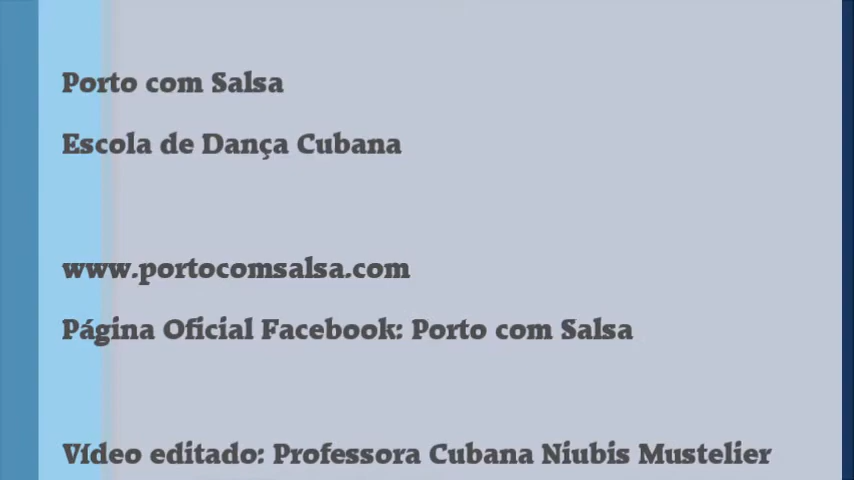 Porto com Salsa
Escola de Dança Cubana
www.portocomsalsa.com
Página Oficial Facebook: Porto com Salsa
Vídeo editado: Professora Cubana Niubis Mustelier